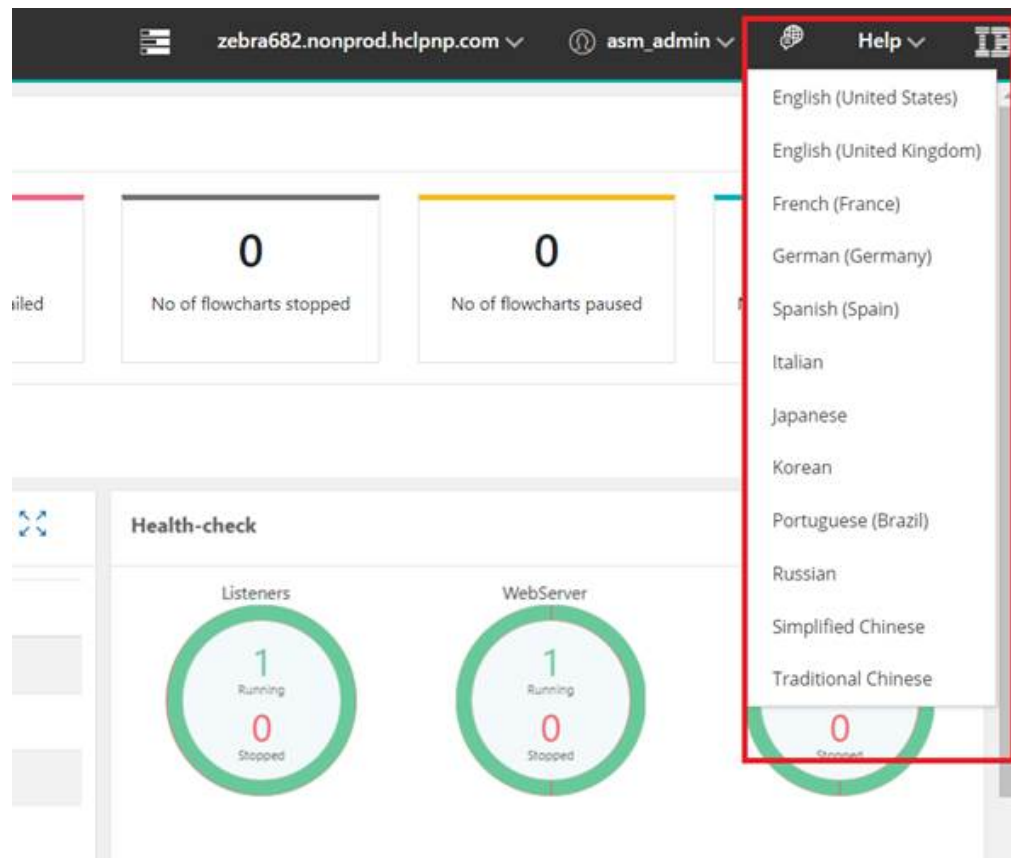 zebra682.nonprod.hclpnp.com asm_admin Help
English (United States)
English (United Kingdom)
French (France)
German (Germany)
Spanish (Spain)
Italian
Japanese
Korean
Portuguese (Brazil)
Russian
Simplified Chinese
Traditional Chinese
0 0
No of flowcharts stopped No of flowcharts paused
Health-check
Listeners WebServer
1 1
Running Running
0 0 0
Stopped Stopped Stopped